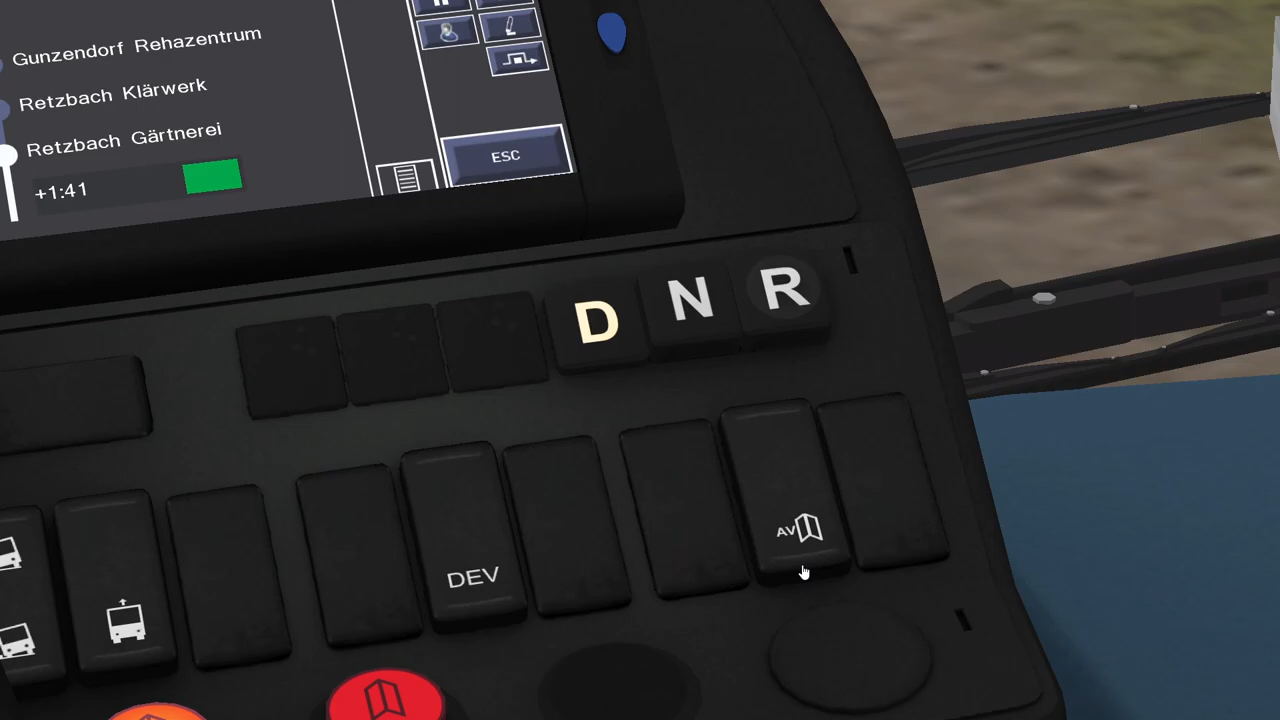 Gunzendorf Rehazentrum
Retzbach Klärwerk
Retzbach Gärtnerei
+1:41
ESC
D N R
AV
DEV